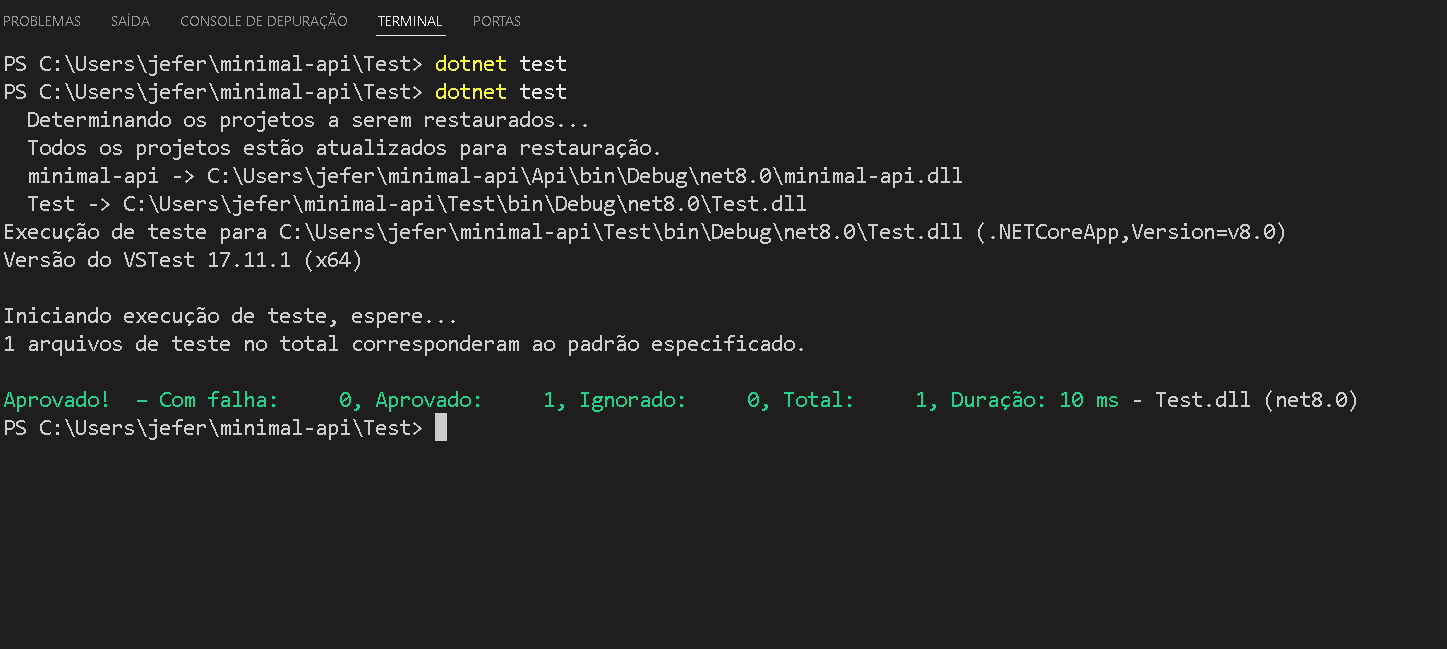 PROBLEMAS SAÍDA CONSOLE DE DEPURAÇÃO TERMINAL PORTAS
PS C:\Users\jefer\minimal-api\Test> dotnet test
PS C:\Users\jefer\minimal-api\Test> dotnet test
Determinando os projetos a serem restaurados...
Todos os projetos estão atualizados para restauração.
minimal-api -> C:\Users\jefer\minimal-api\Api\bin\Debug\net8.0\minimal-api.dll
Test -> C:\Users\jefer\minimal-api\Test\bin\Debug\net8.0\Test.dll
Execução de teste para C:\Users\jefer\minimal-api\Test\bin\Debug\net8.0\Test.dll (.NETCoreApp,Version=v8.0)
Versão do VSTest 17.11.1 (x64)
Iniciando execução de teste, espere...
1 arquivos de teste no total corresponderam ao padrão especificado.
Aprovado! – Com falha: 0, Aprovado: 1, Ignorado: 0, Total: 1, Duração: 10 ms - Test.dll (net8.0)
PS C:\Users\jefer\minimal-api\Test>